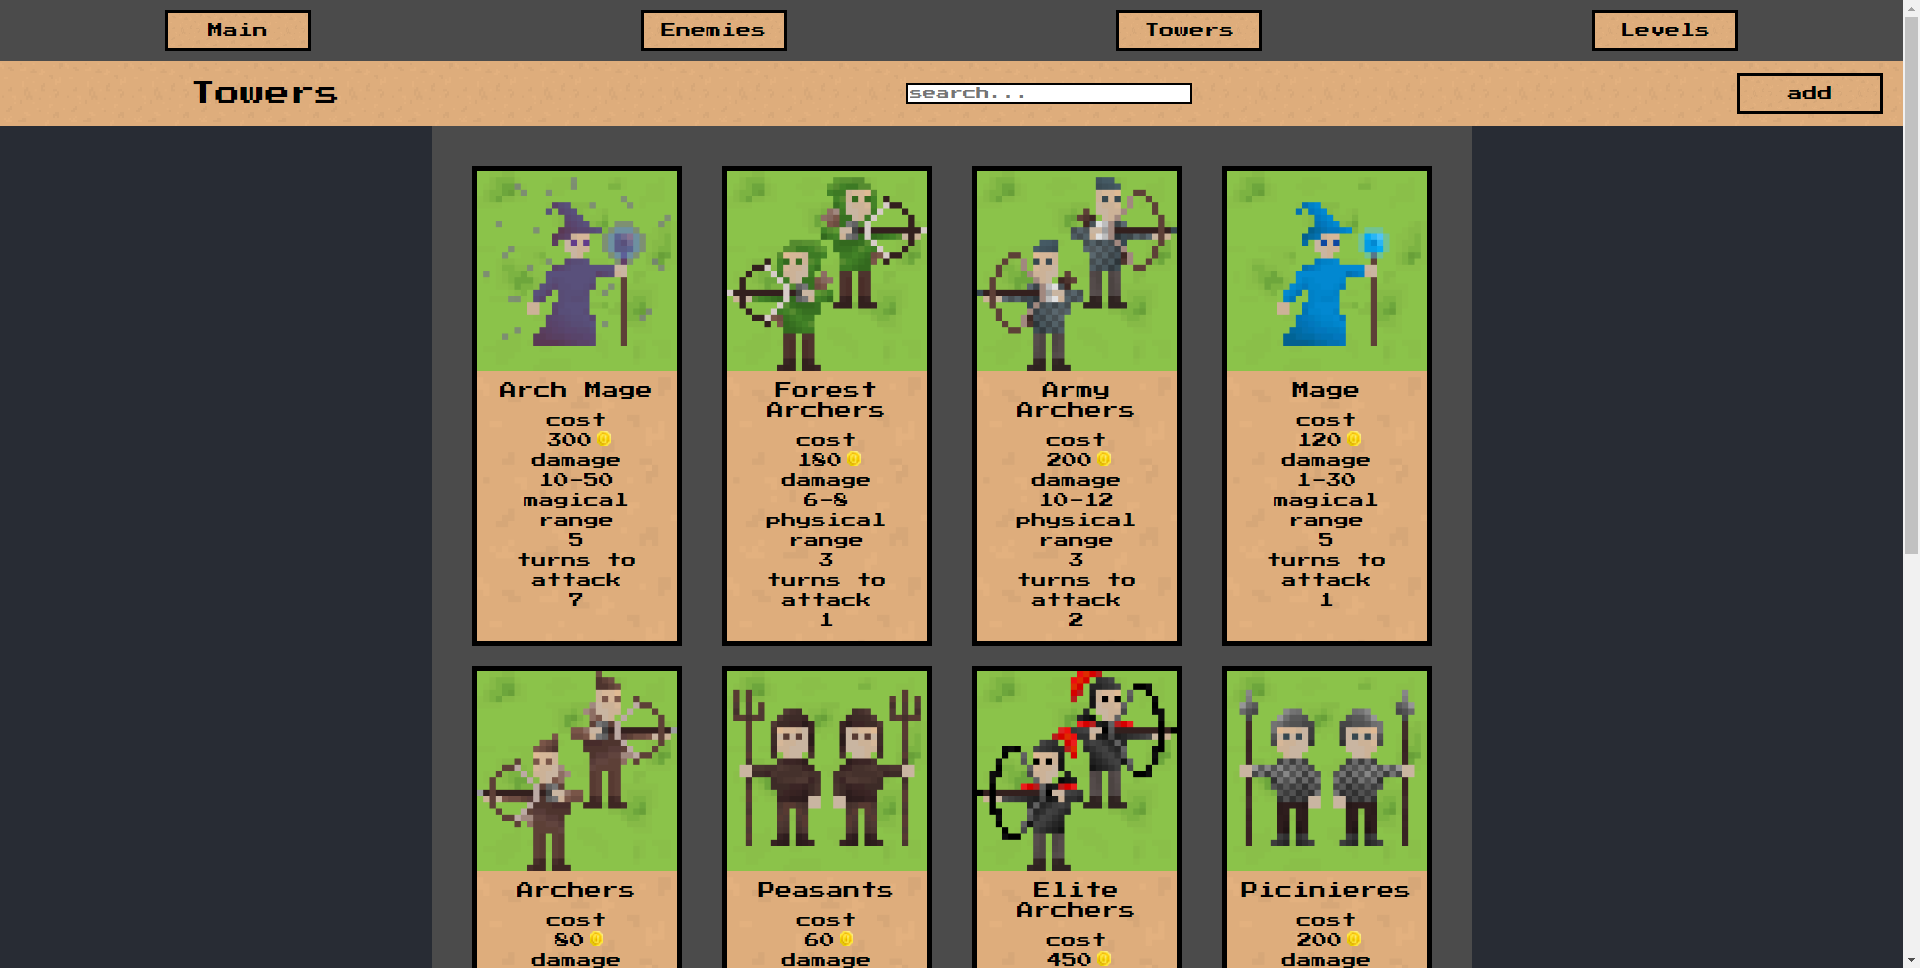 Main
Enemies
Towers
Levels
Towers
search...
add
Arch Mage
cost
300
damage
10-50
magical
range
5
turns to
attack
7
Forest
Archers
cost
180
damage
6-8
physical
range
3
turns to
attack
1
Army
Archers
cost
200
damage
10-12
physical
range
3
turns to
attack
2
Mage
cost
120
damage
1-30
magical
range
5
turns to
attack
1
Archers
cost
80
damage
Peasants
cost
60
damage
Elite
Archers
cost
450
Picinieres
cost
200
damage